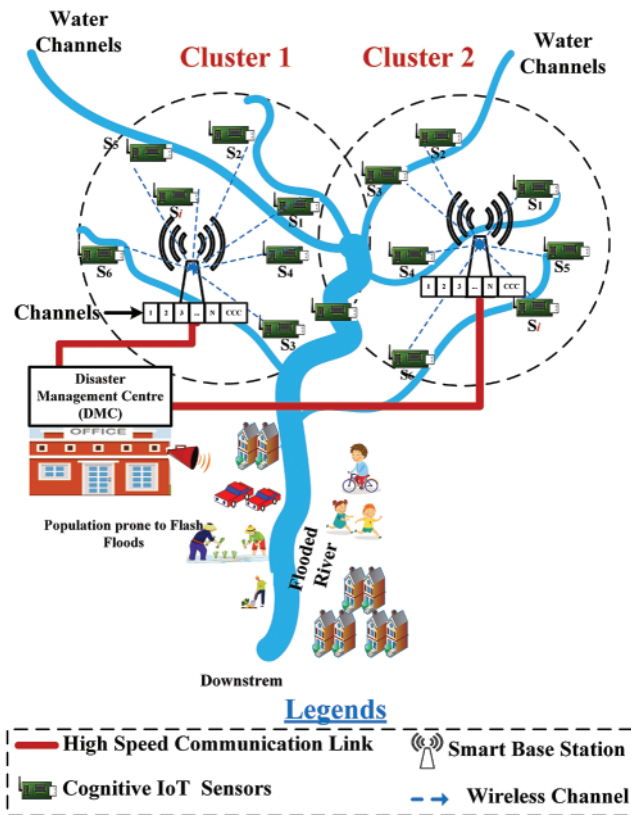 Water
Channels
Cluster 1
Cluster 2
Water
Channels
S5
S2
Si
S1
S6
S4
S3
S2
S3
S1
S4
S5
Si
S6
Channels
1 2 3 ... N CCC
1 2 3 ... N CCC
Disaster
Management Centre
(DMC)
OFFICE
Population prone to Flash
Floods
Flooded
River
Downstrem
Legends
High Speed Communication Link
Smart Base Station
Cognitive IoT Sensors
Wireless Channel